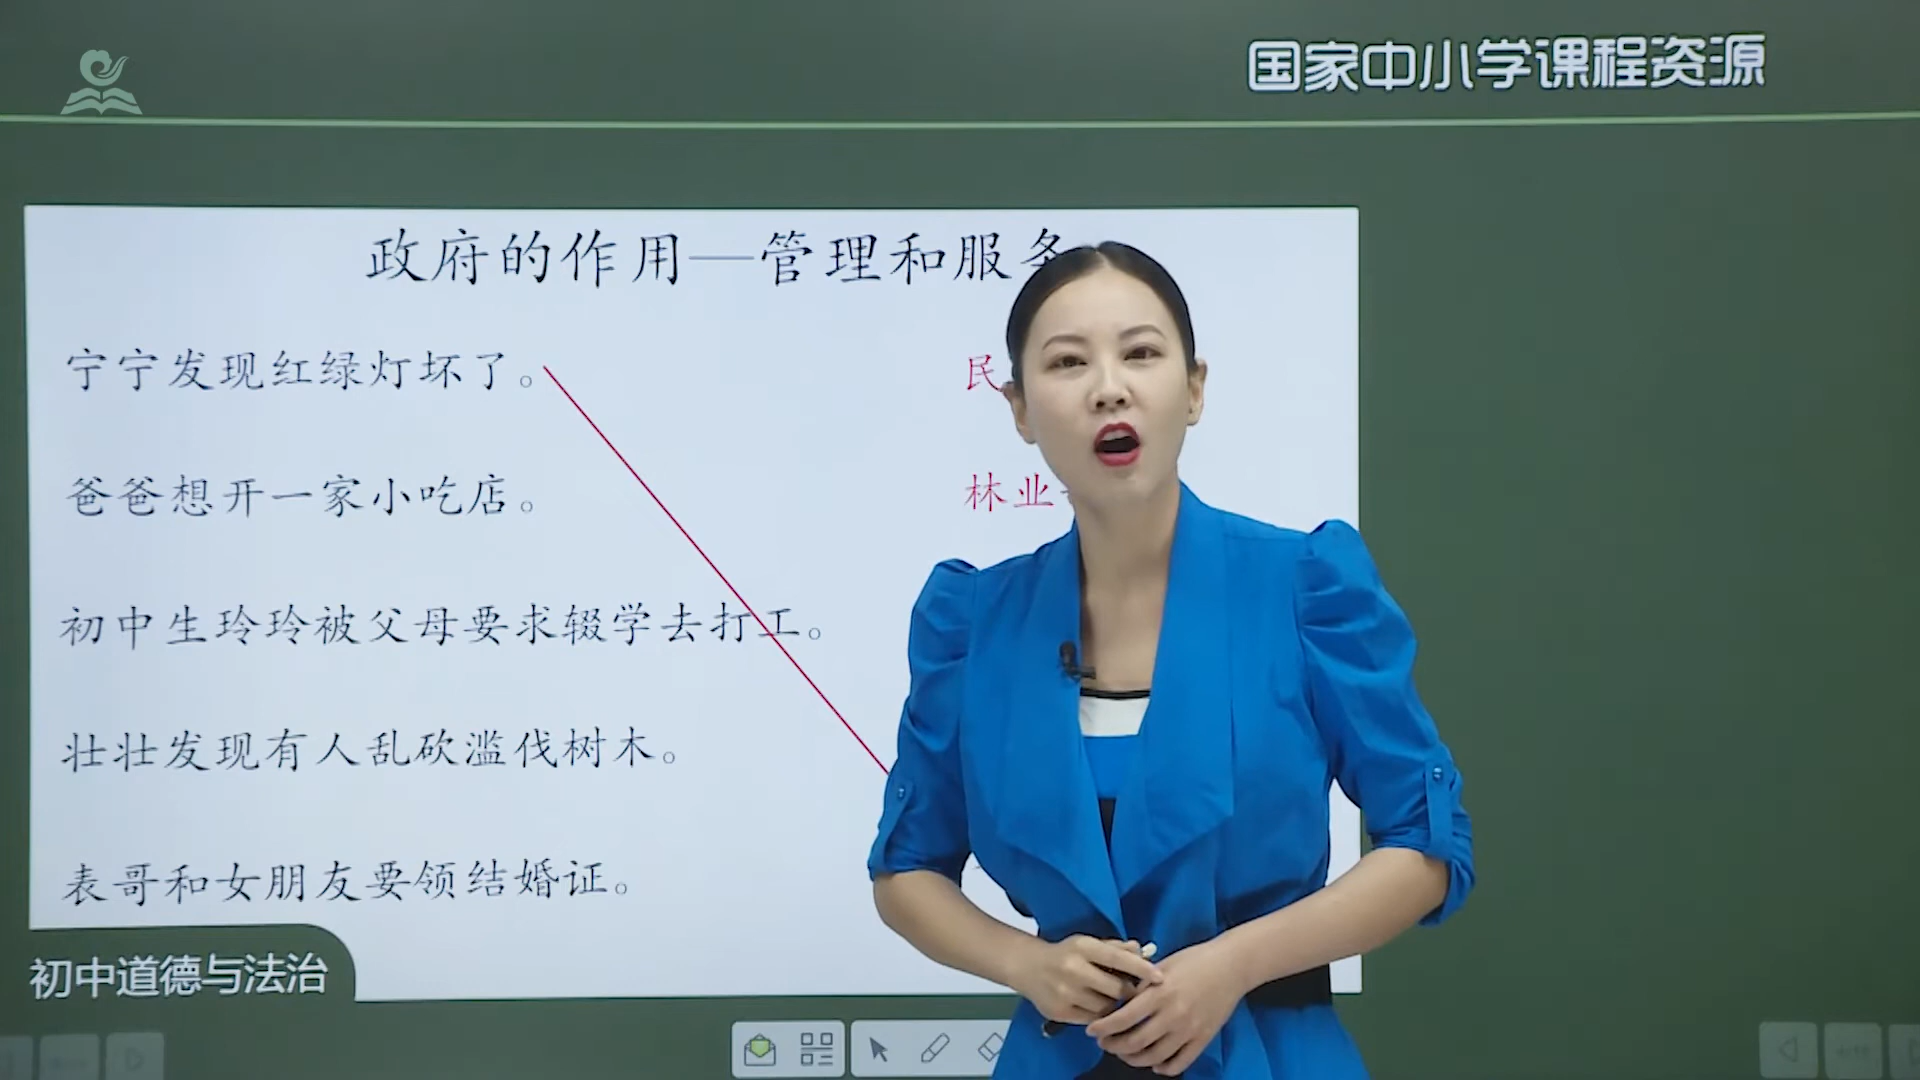 国家中小学课程资源
政府的作用—管理和服务
宁宁发现红绿灯坏了。
民
爸爸想开一家小吃店。
林业
初中生玲玲被父母要求辍学去打工。
壮壮发现有人乱砍滥伐树木。
表哥和女朋友要领结婚证。
初中道德与法治